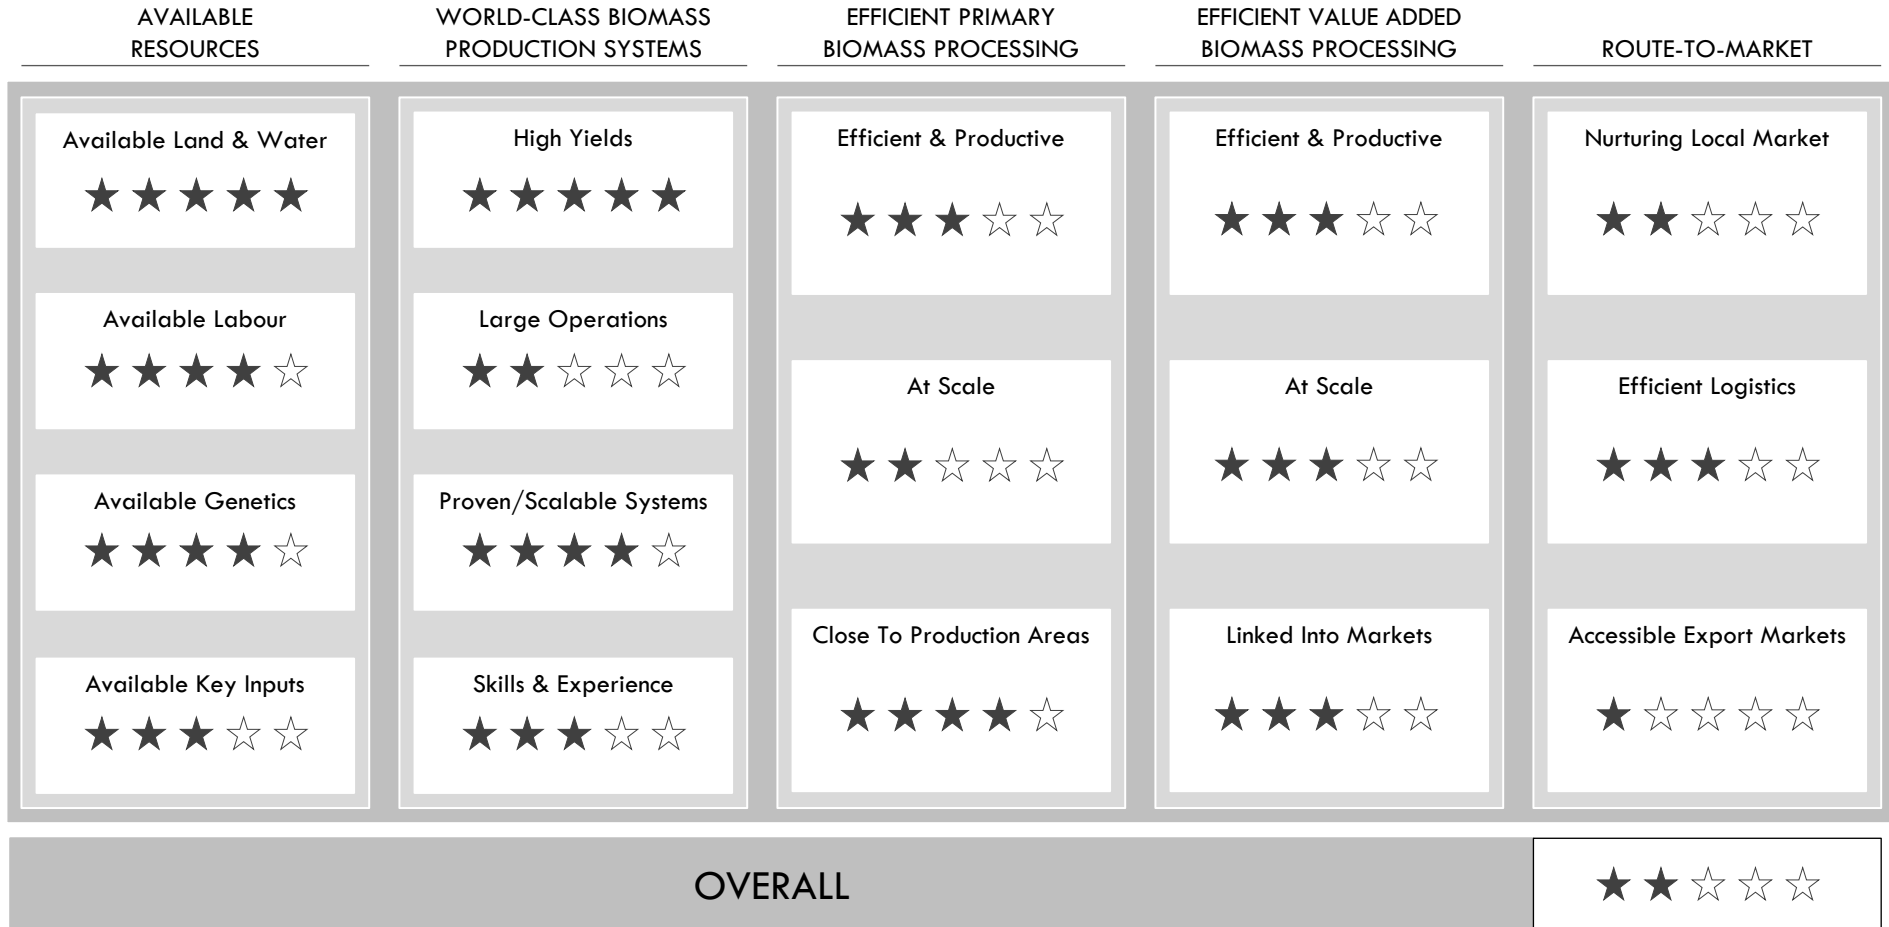 AVAILABLE
RESOURCES
WORLD-CLASS BIOMASS
PRODUCTION SYSTEMS
EFFICIENT PRIMARY
BIOMASS PROCESSING
EFFICIENT VALUE ADDED
BIOMASS PROCESSING
ROUTE-TO-MARKET
Available Land & Water
★ ★ ★ ★ ★
Available Labour
★ ★ ★ ★ ☆
Available Genetics
★ ★ ★ ★ ☆
Available Key Inputs
★ ★ ★ ☆ ☆
High Yields
★ ★ ★ ★ ★
Large Operations
★ ★ ☆ ☆ ☆
Proven/Scalable Systems
★ ★ ★ ★ ☆
Skills & Experience
★ ★ ★ ☆ ☆
Efficient & Productive
★ ★ ★ ☆ ☆
At Scale
★ ★ ☆ ☆ ☆
Close To Production Areas
★ ★ ★ ★ ☆
Efficient & Productive
★ ★ ★ ☆ ☆
At Scale
★ ★ ★ ☆ ☆
Linked Into Markets
★ ★ ★ ☆ ☆
Nurturing Local Market
★ ★ ☆ ☆ ☆
Efficient Logistics
★ ★ ★ ☆ ☆
Accessible Export Markets
★ ☆ ☆ ☆ ☆
OVERALL
★ ★ ☆ ☆ ☆